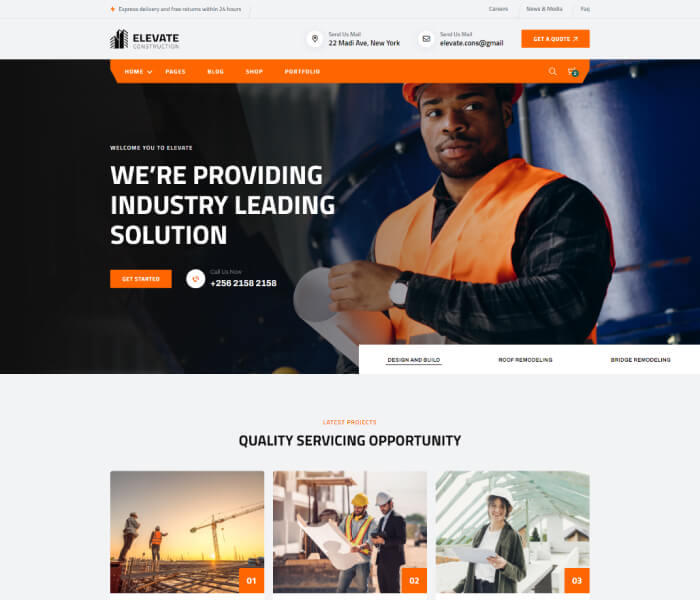 Express delivery and free returns within 24 hours
Careers
News & Media
Faq
ELEVATE
CONSTRUCTION
Send Us Mail
22 Madi Ave, New York
Send Us Mail
elevate.cons@gmail
GET A QUOTE
HOME
PAGES
BLOG
SHOP
PORTFOLIO
0
WELCOME YOU TO ELEVATE
WE'RE PROVIDING
INDUSTRY LEADING
SOLUTION
GET STARTED
Call Us Now
+256 2158 2158
DESIGN AND BUILD
ROOF REMODELING
BRIDGE REMODELING
LATEST PROJECTS
QUALITY SERVICING OPPORTUNITY
01
02
03